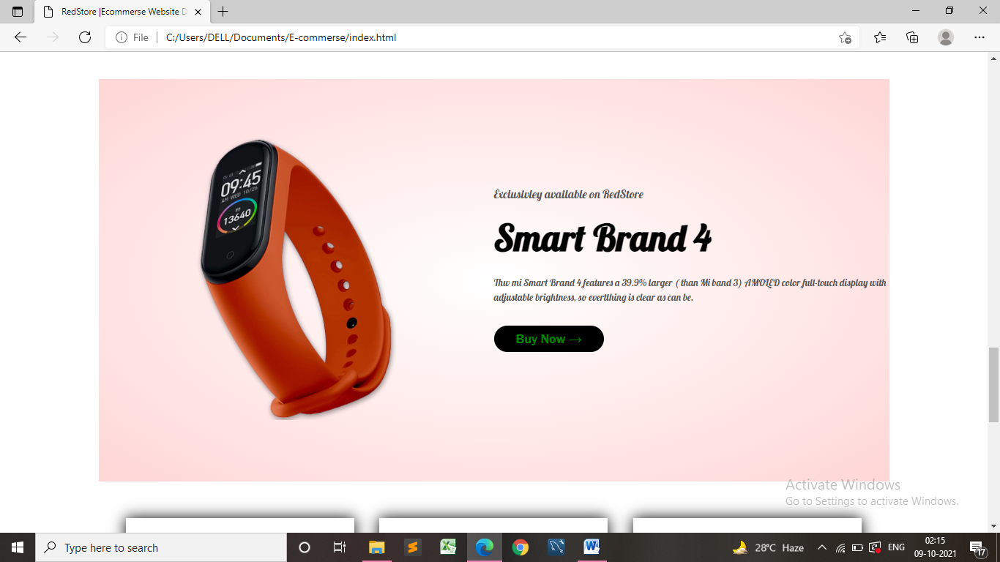 RedStore |Ecommerse Website D
File
C:/Users/DELL/Documents/E-commerse/index.html
09:45
AM WED 10/26
13640
Exclusivley available on RedStore
Smart Brand 4
Thw mi Smart Brand 4 features a 39.9% larger ( than Mi band 3) AMOLED color full-touch display with
adjustable brightness, so evertthing is clear as can be.
Buy Now →
Activate Windows
Go to Settings to activate Windows.
Type here to search
28°C Haze
ENG
02:15
09-10-2021
17